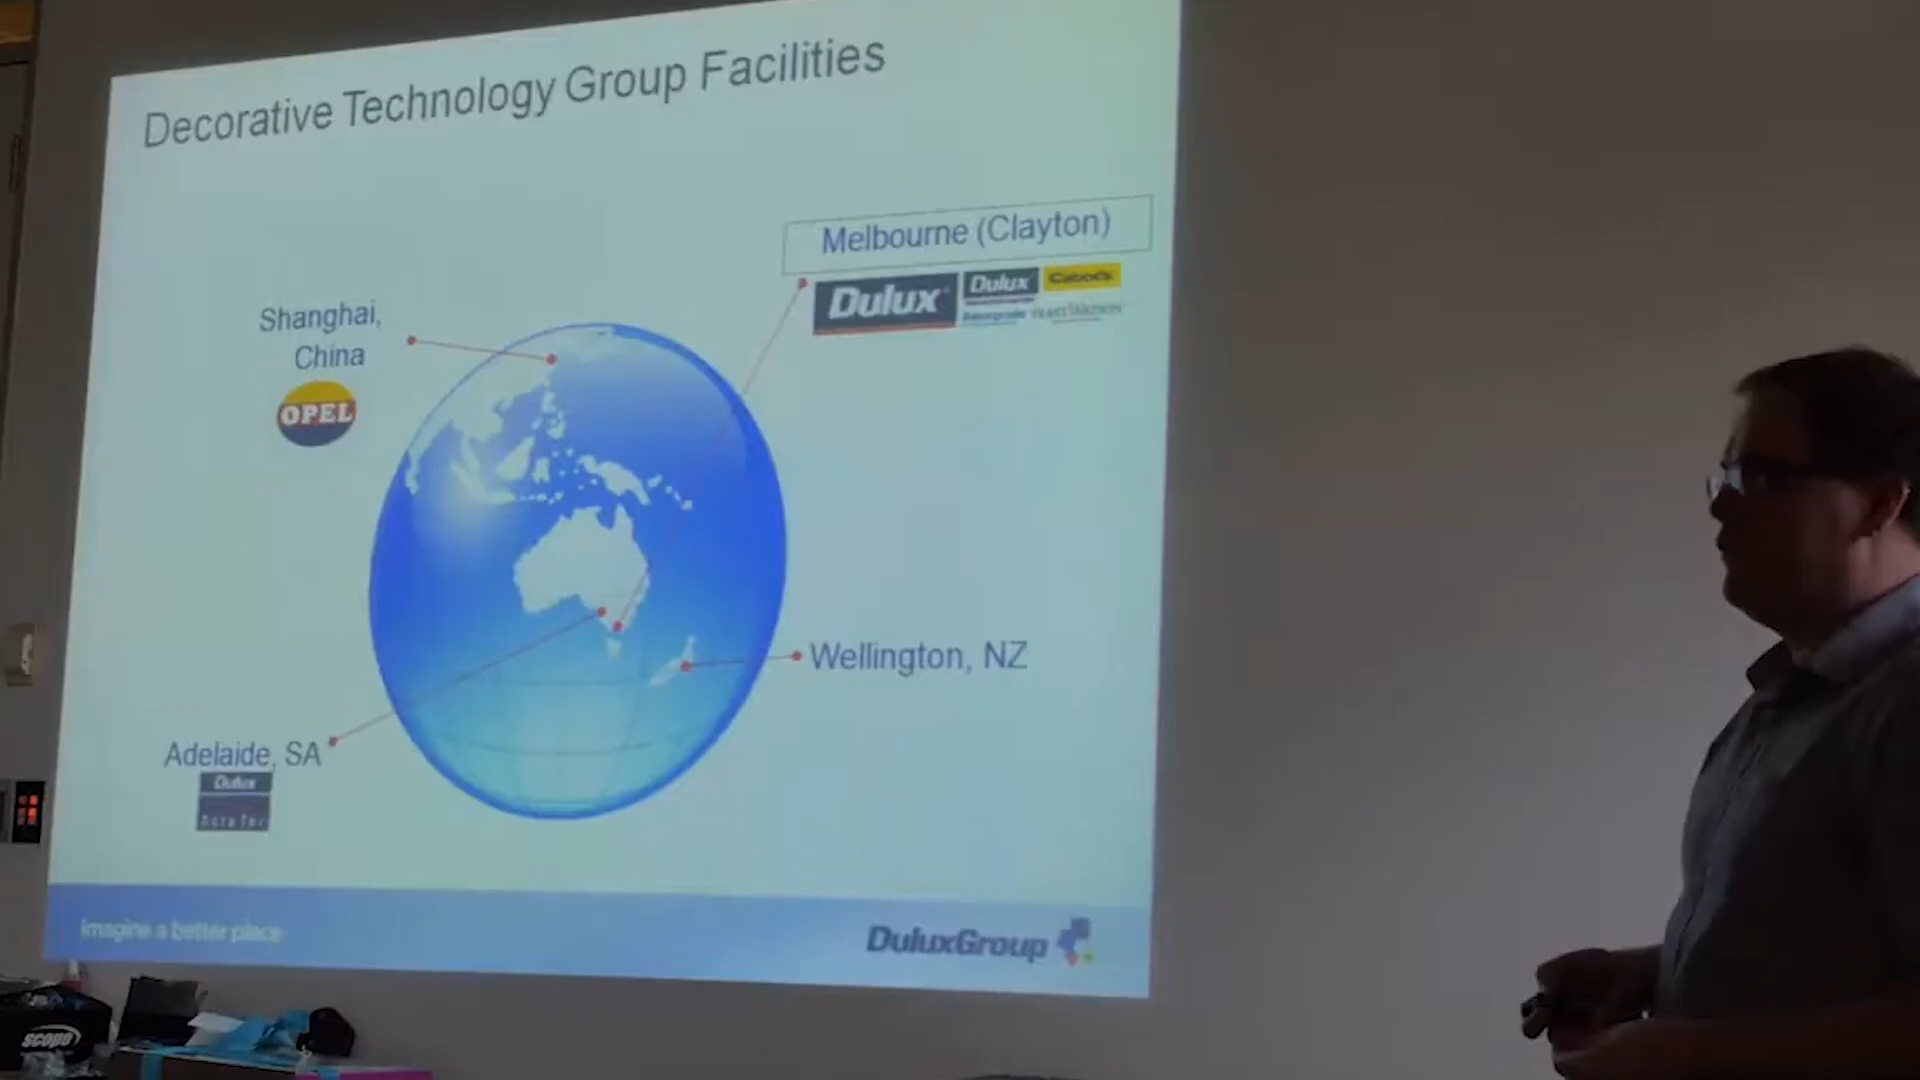 Decorative Technology Group Facilities
Melbourne (Clayton)
Dulux
Dulux
Cabot's
Shanghai,
China
OPEL
Wellington, NZ
Adelaide, SA
Dulux
Imagine a better place
DuluxGroup
scope